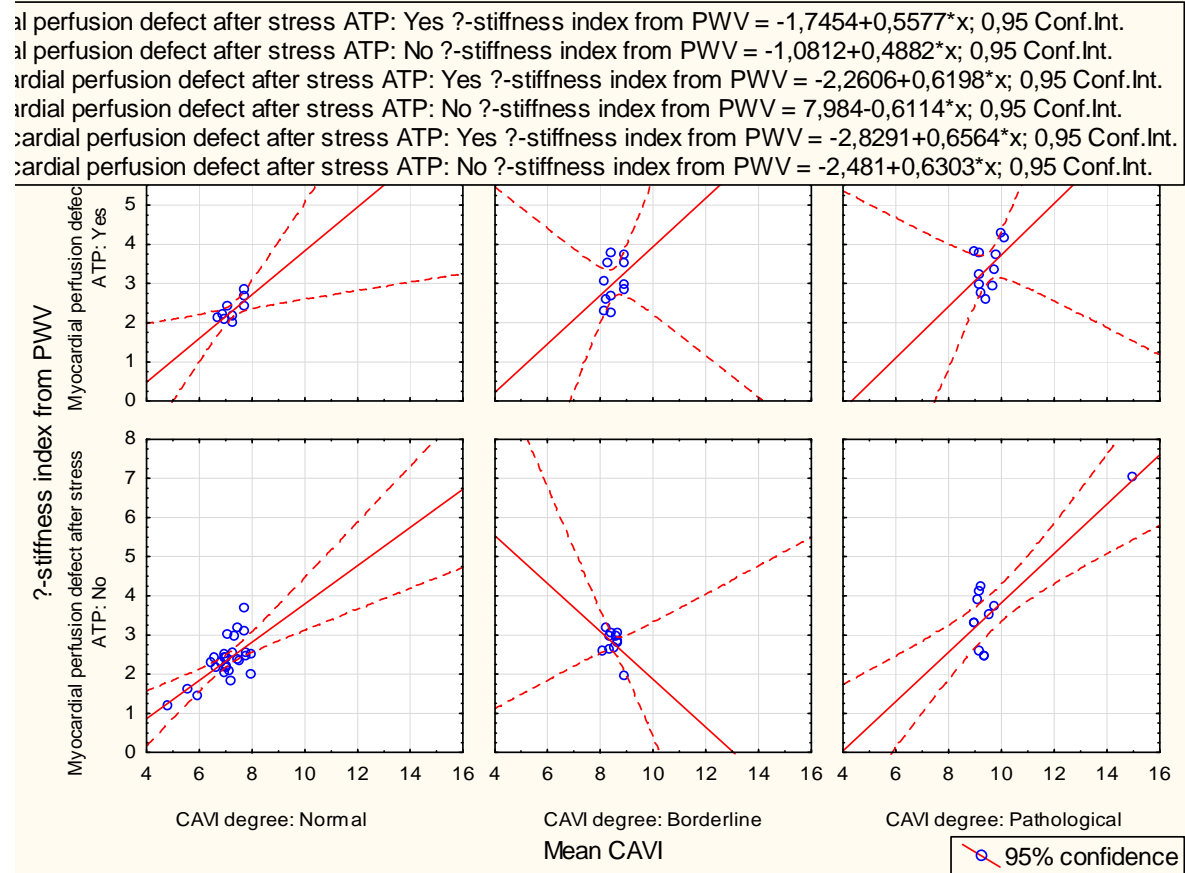 al perfusion defect after stress ATP: Yes ?-stiffness index from PWV = -1,7454+0,5577*x; 0,95 Conf.Int.
al perfusion defect after stress ATP: No ?-stiffness index from PWV = -1,0812+0,4882*x; 0,95 Conf.Int.
ardial perfusion defect after stress ATP: Yes ?-stiffness index from PWV = -2,2606+0,6198*x; 0,95 Conf.Int.
ardial perfusion defect after stress ATP: No ?-stiffness index from PWV = 7,984-0,6114*x; 0,95 Conf.Int.
cardial perfusion defect after stress ATP: Yes ?-stiffness index from PWV = -2,8291+0,6564*x; 0,95 Conf.Int.
cardial perfusion defect after stress ATP: No ?-stiffness index from PWV = -2,481+0,6303*x; 0,95 Conf.Int.
?-stiffness index from PWV
Myocardial perfusion defec
ATP: Yes
5
4
3
2
1
0
Myocardial perfusion defect after stress
ATP: No
8
7
6
5
4
3
2
1
0
4 6 8 10 12 14 16
4 6 8 10 12 14 16
4 6 8 10 12 14 16
CAVI degree: Normal
CAVI degree: Borderline
CAVI degree: Pathological
Mean CAVI
95% confidence